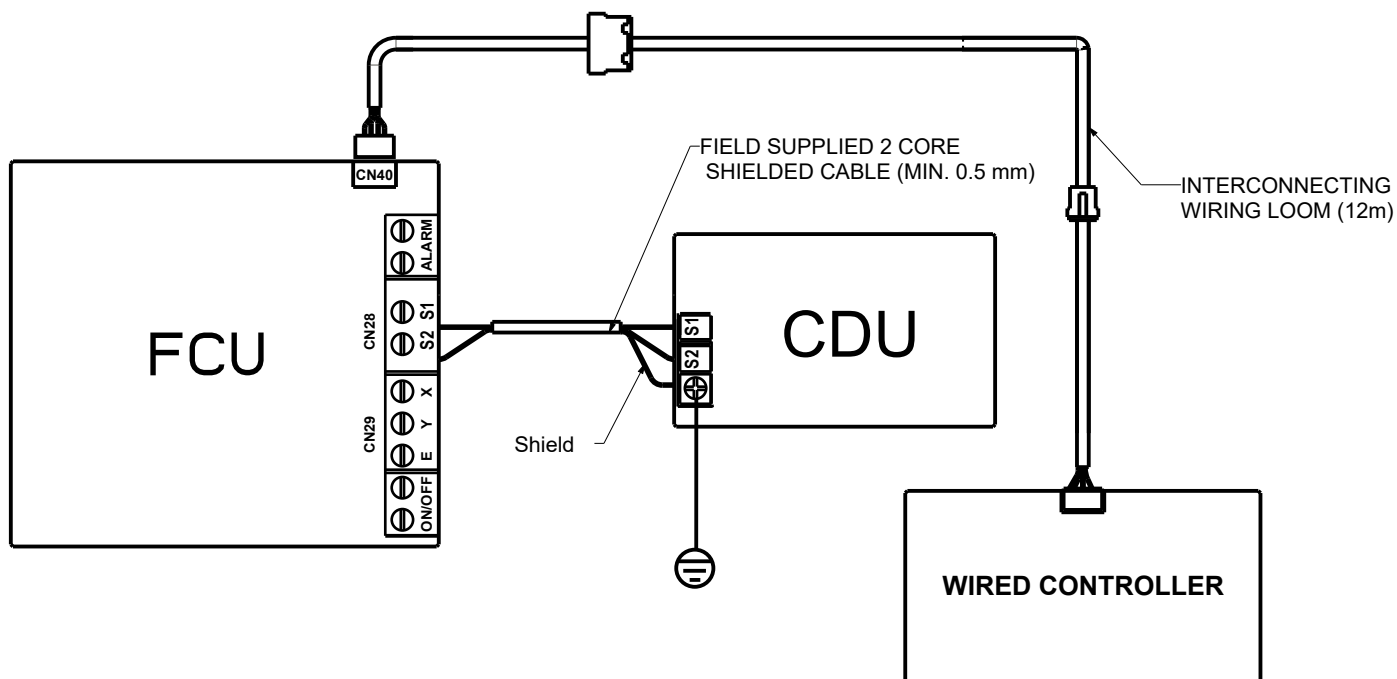 FIELD SUPPLIED 2 CORE
SHIELDED CABLE (MIN. 0.5 mm)
CN40
INTERCONNECTING
WIRING LOOM (12m)
ALARM
CN28
S1
S2
FCU
CDU
S1
S2
CN29
X
Y
E
Shield
ON/OFF
WIRED CONTROLLER